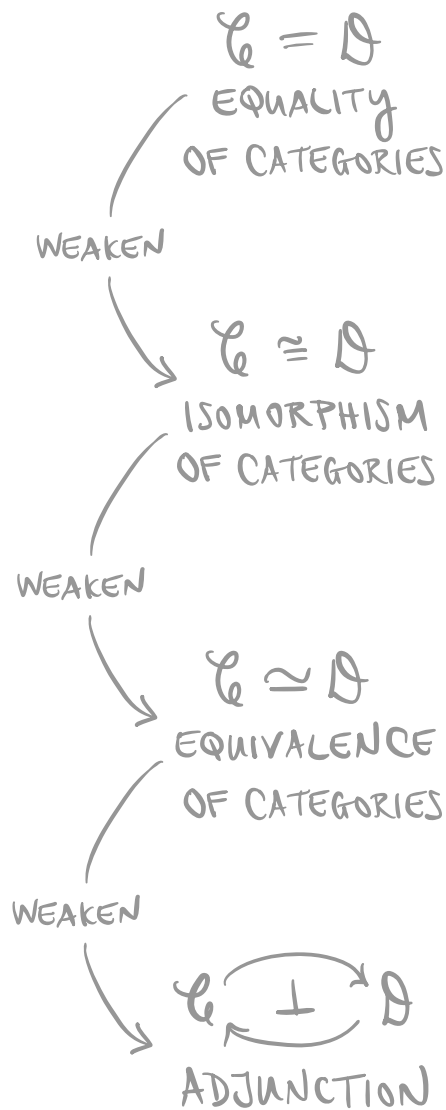 𝒞 = 𝒟
EQUALITY
OF CATEGORIES
WEAKEN
𝒞 ≅ 𝒟
ISOMORPHISM
OF CATEGORIES
WEAKEN
𝒞 ≃ 𝒟
EQUIVALENCE
OF CATEGORIES
WEAKEN
𝒞 ⊥ 𝒟
ADJUNCTION